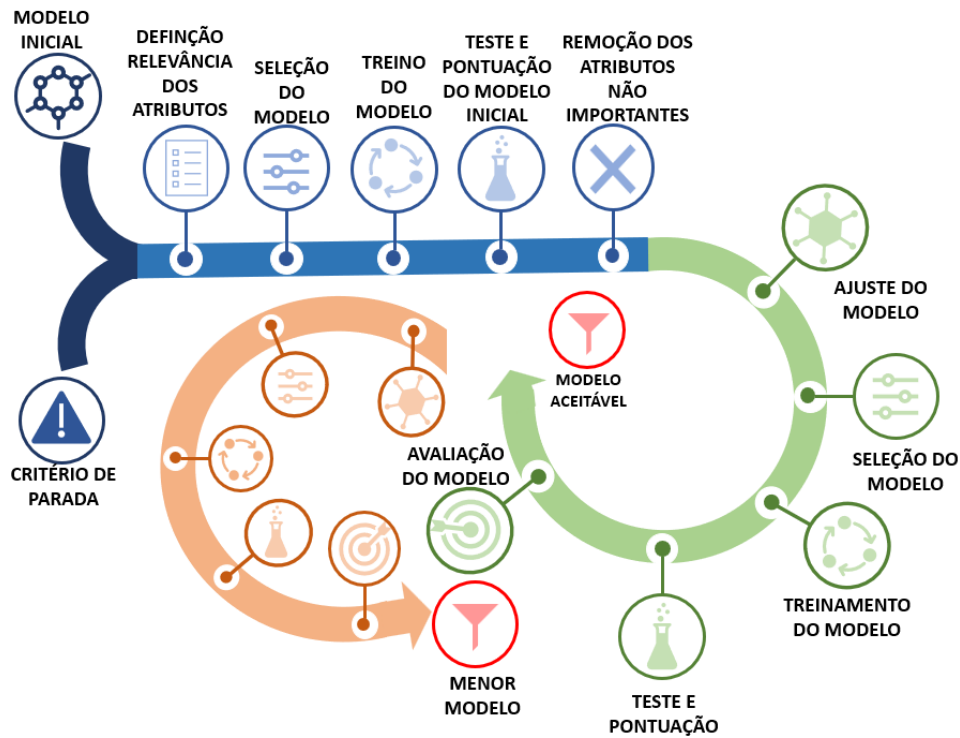 MODELO
INICIAL
DEFINÇÃO
RELEVÂNCIA
DOS
ATRIBUTOS
SELEÇÃO
DO
MODELO
TREINO
DO
MODELO
TESTE E
PONTUAÇÃO
DO MODELO
INICIAL
REMOÇÃO DOS
ATRIBUTOS
NÃO
IMPORTANTES
AJUSTE DO
MODELO
SELEÇÃO DO
MODELO
TREINAMENTO
DO MODELO
TESTE E
PONTUAÇÃO
AVALIAÇÃO
DO MODELO
MODELO
ACEITÁVEL
CRITÉRIO DE
PARADA
MENOR
MODELO